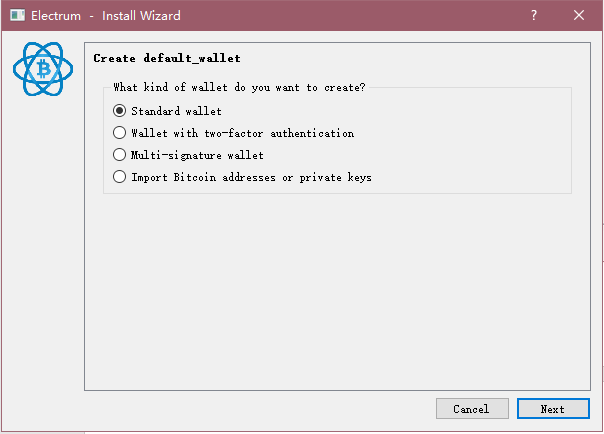 Electrum - Install Wizard
?
Create default_wallet
What kind of wallet do you want to create?
Standard wallet
Wallet with two-factor authentication
Multi-signature wallet
Import Bitcoin addresses or private keys
Cancel
Next